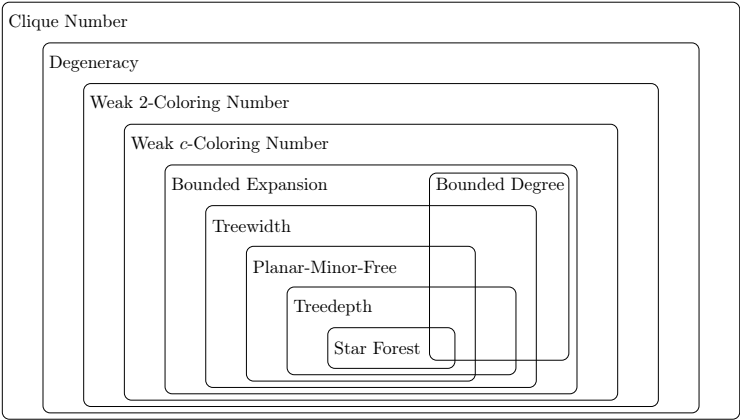 Clique Number
Degeneracy
Weak 2-Coloring Number
Weak c-Coloring Number
Bounded Expansion
Bounded Degree
Treewidth
Planar-Minor-Free
Treedepth
Star Forest